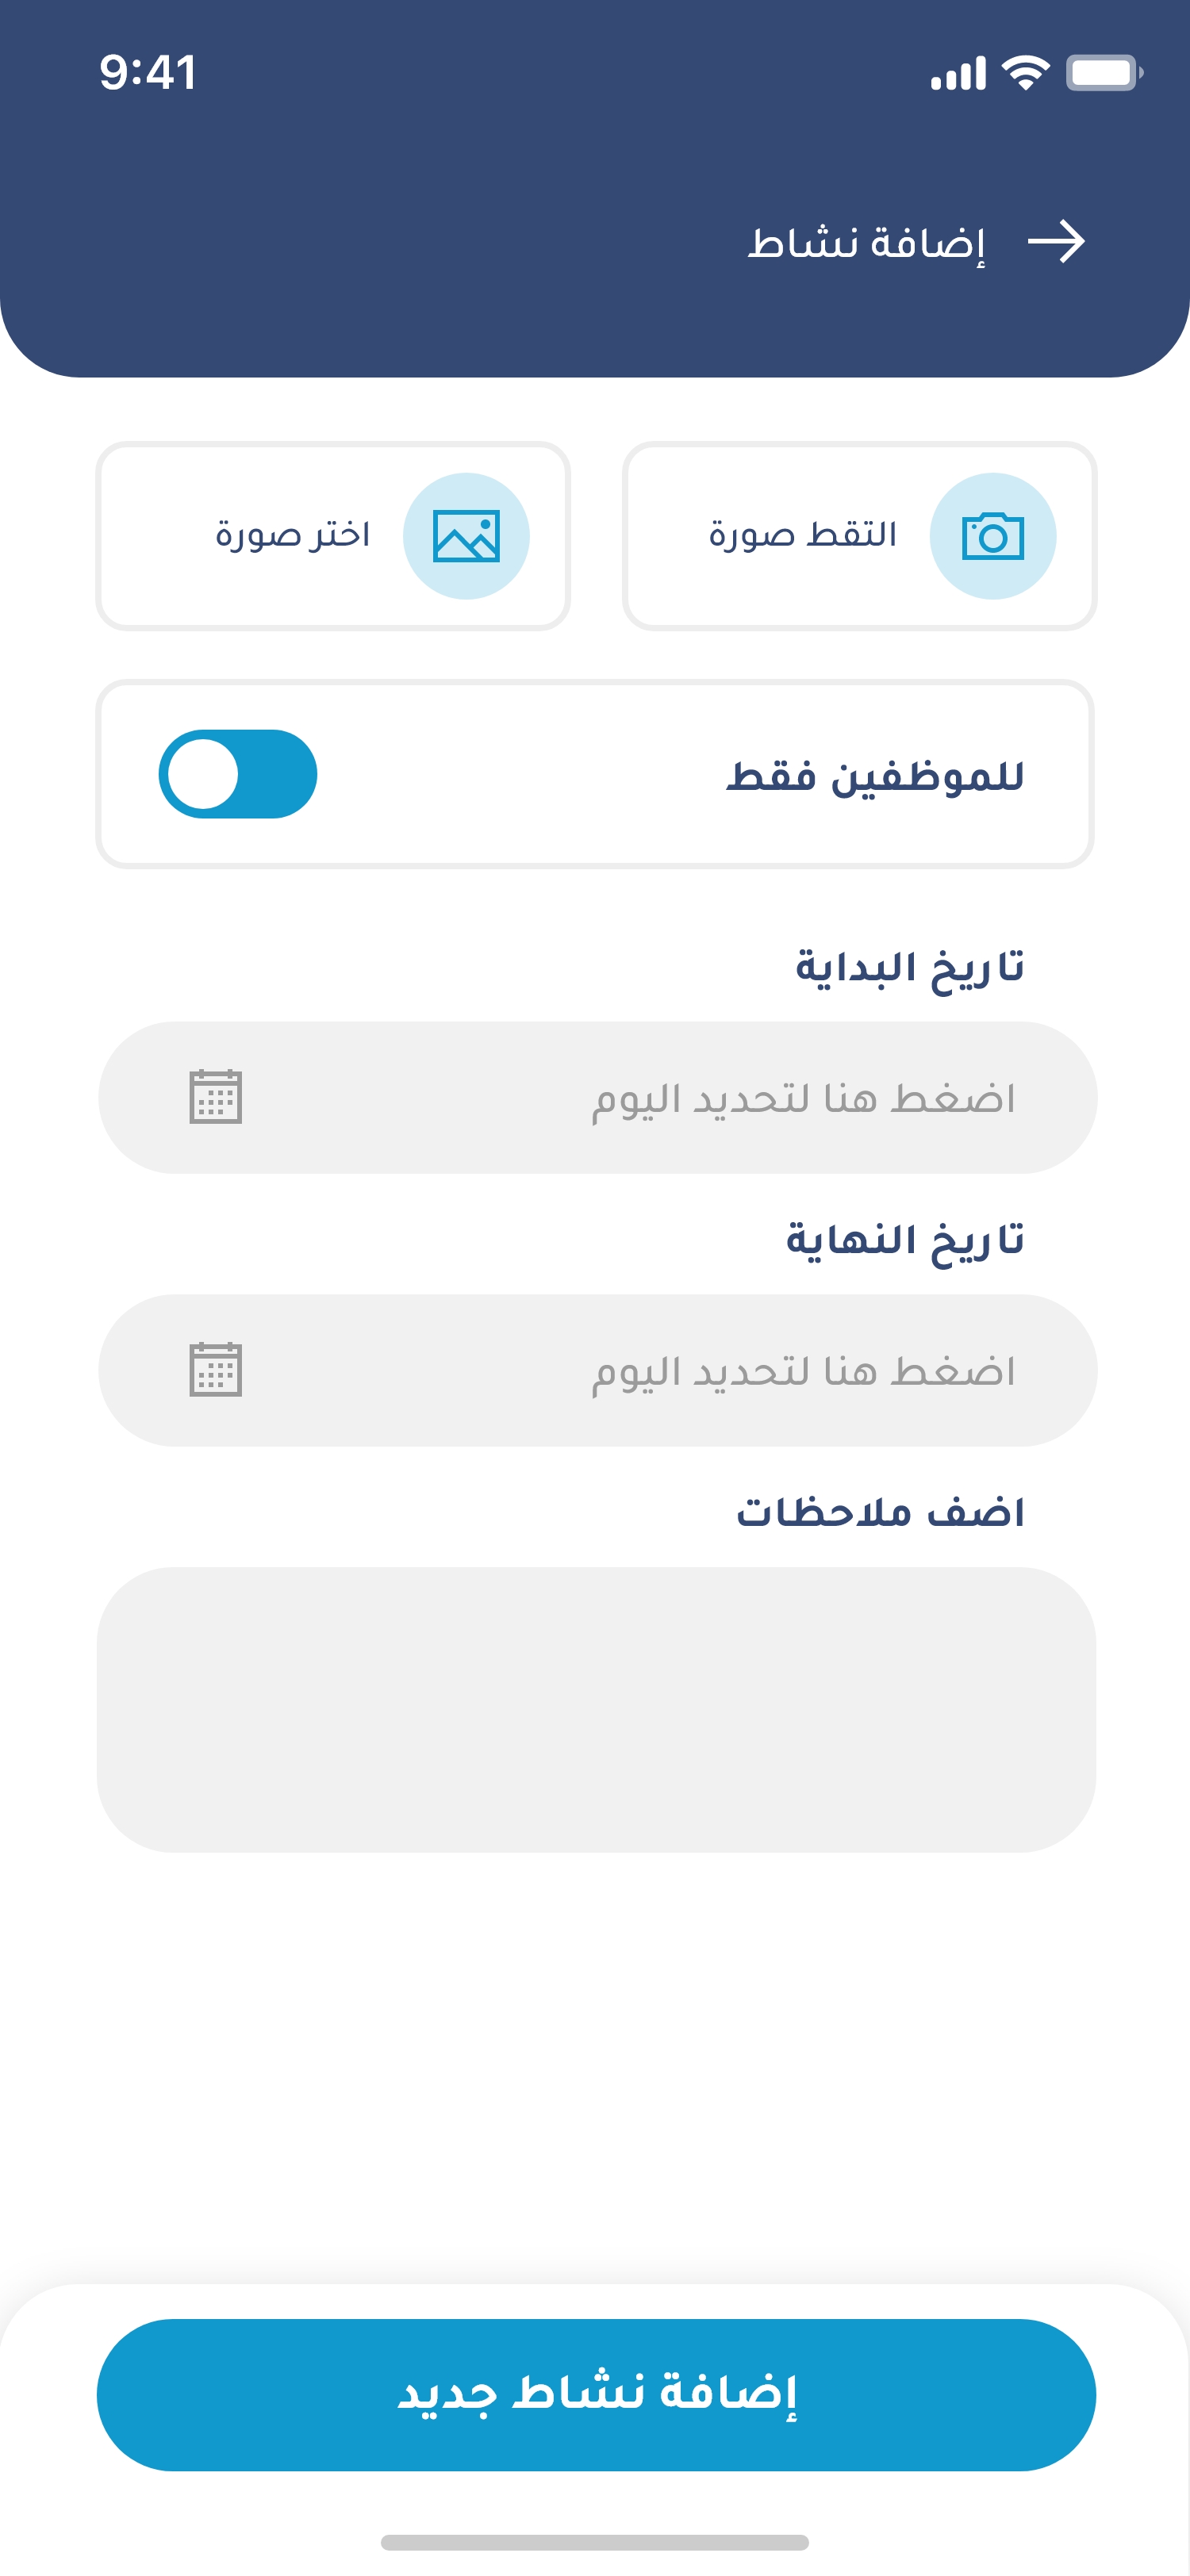 9:41
إضافة نشاط
التقط صورة
اختر صورة
للموظفين فقط
تاريخ البداية
اضغط هنا لتحديد اليوم
تاريخ النهاية
اضغط هنا لتحديد اليوم
اضف ملاحظات
إضافة نشاط جديد